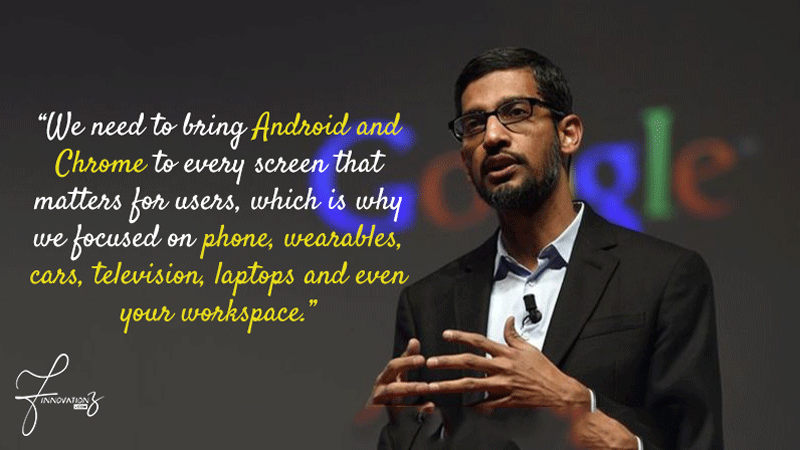 “We need to bring Android and
Chrome to every screen that
matters for users, which is why
we focused on phone, wearables,
cars, television, laptops and even
your workspace.”
Google
FINNOVATIONZ
.COM